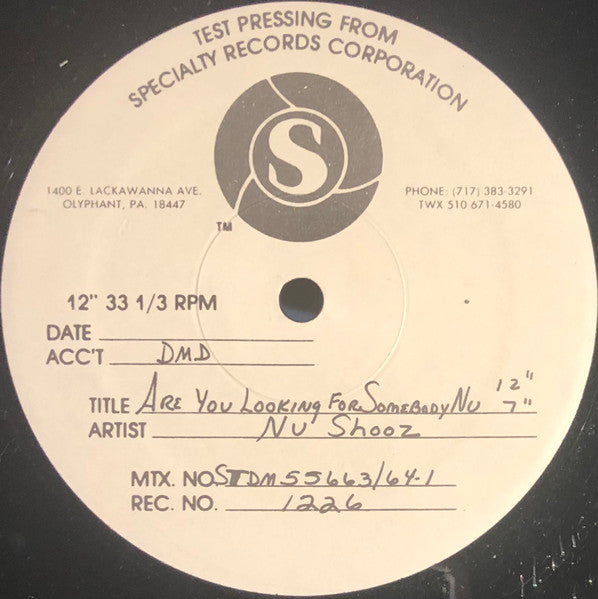 TEST PRESSING FROM
SPECIALTY RECORDS CORPORATION
S
TM
1400 E. LACKAWANNA AVE.
OLYPHANT, PA. 18447
PHONE: (717) 383-3291
TWX 510 671-4580
12" 33 1/3 RPM
DATE
ACC'T DMD
TITLE ARE YOU LOOKING FOR SOMEBODY NU 12" 7"
ARTIST NU Shooz
MTX. NO. STDM55663/64-1
REC. NO. 1226